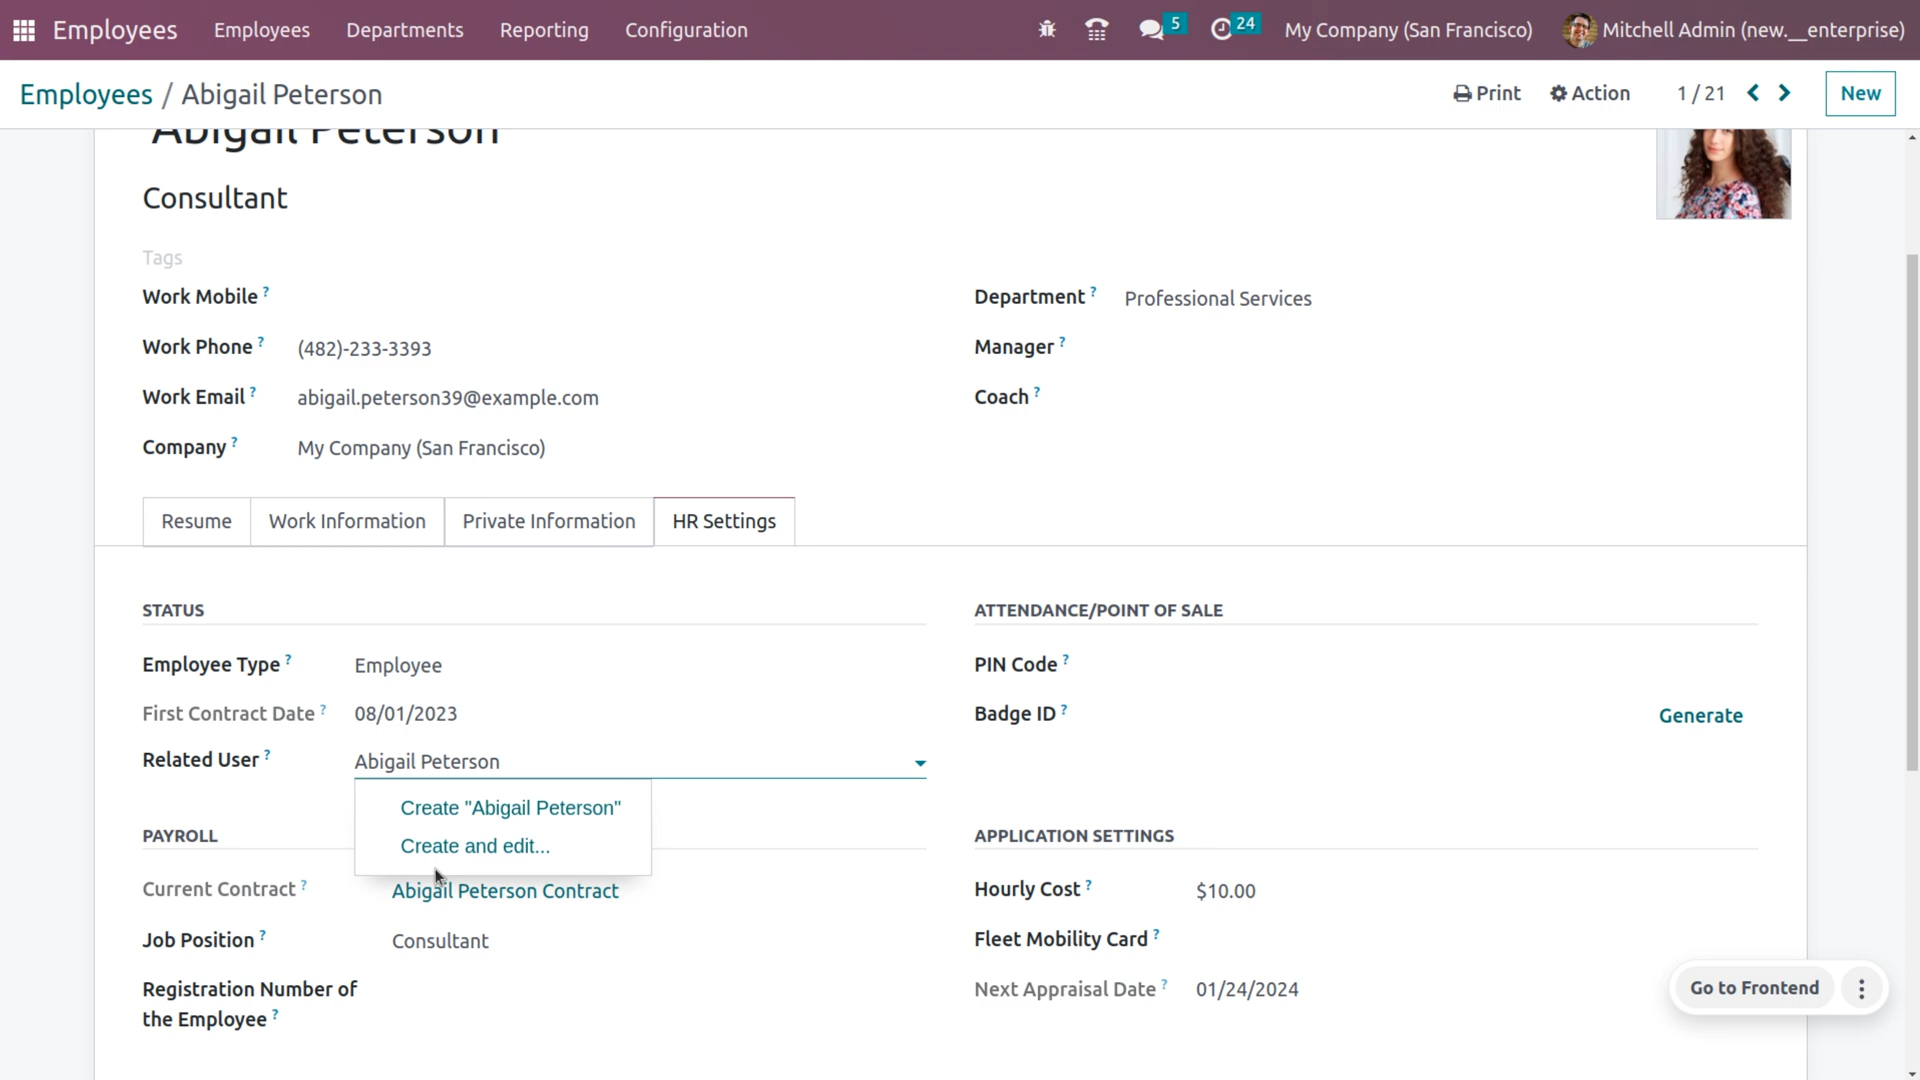 Employees Employees Departments Reporting Configuration 5 24 My Company (San Francisco) Mitchell Admin (new.__enterprise)
Employees / Abigail Peterson Print Action 1 / 21 New
Abigail Peterson
Consultant
Tags
Work Mobile ? Department ? Professional Services
Work Phone ? (482)-233-3393 Manager ?
Work Email ? abigail.peterson39@example.com Coach ?
Company ? My Company (San Francisco)
Resume Work Information Private Information HR Settings
STATUS ATTENDANCE/POINT OF SALE
Employee Type ? Employee PIN Code ?
First Contract Date ? 08/01/2023 Badge ID ? Generate
Related User ? Abigail Peterson
Create "Abigail Peterson"
PAYROLL Create and edit... APPLICATION SETTINGS
Current Contract ? Abigail Peterson Contract Hourly Cost ? $10.00
Job Position ? Consultant Fleet Mobility Card ?
Registration Number of Next Appraisal Date ? 01/24/2024 Go to Frontend
the Employee ?